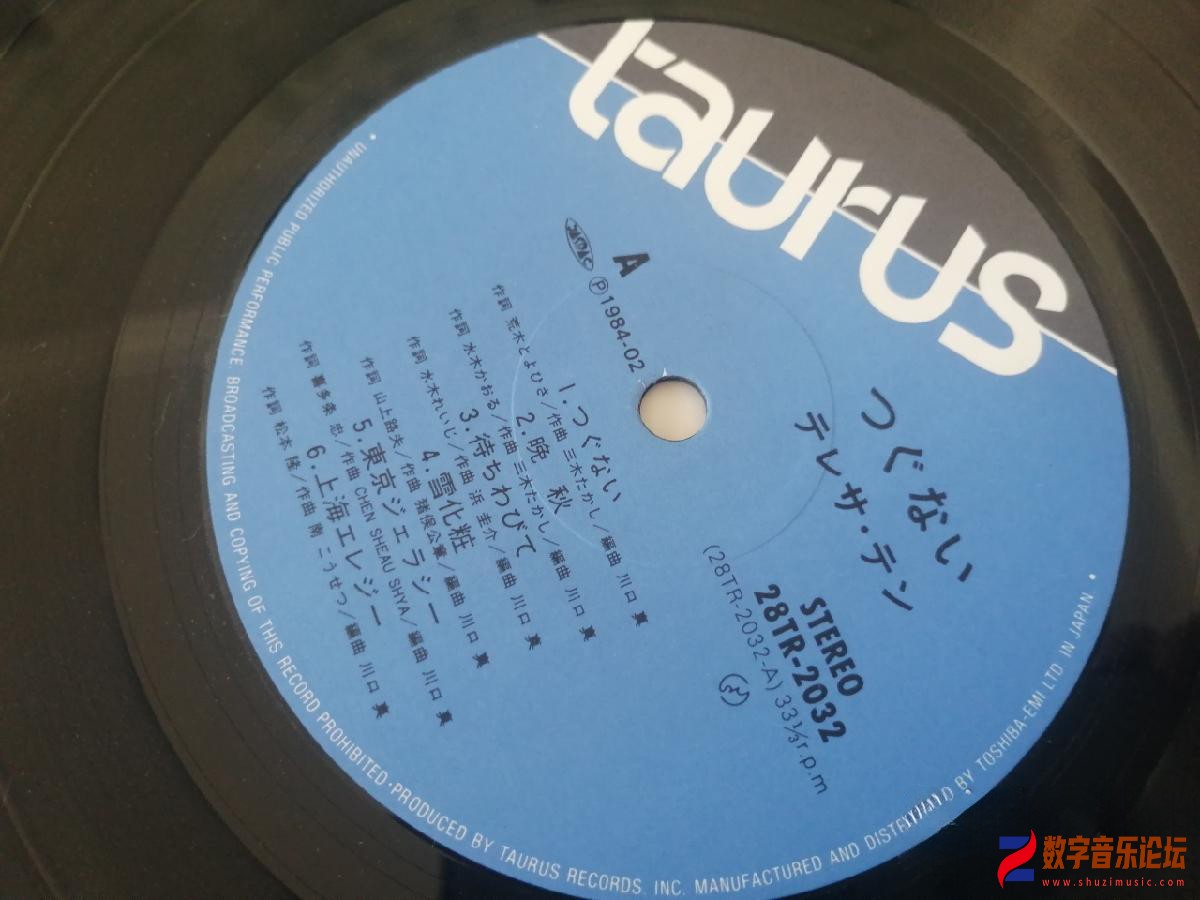 taurus
つぐない
テレサ・テン
A
℗1984-02
STEREO
28TR-2032
(28TR-2032-A) 33⅓r.p.m
1.つぐない
作詞 荒木とよひさ/作曲 三木たかし/編曲 川口 真
2.晩 秋
作詞 水木かおる/作曲 三木たかし/編曲 川口 真
3.待ちわびて
作詞 水木れいじ/作曲 浜 圭介/編曲 川口 真
4.雪化粧
作詞 山上路夫/作曲 猪俣公章/編曲 川口 真
5.東京ジェラシー
作詞 喜多條 忠/作曲 CHEN SHEAU SHYA/編曲 川口 真
6.上海エレジー
作詞 松本 隆/作曲 南 こうせつ/編曲 川口 真
• UNAUTHORIZED PUBLIC PERFORMANCE BROADCASTING AND COPYING OF THIS RECORD PROHIBITED•PRODUCED BY TAURUS RECORDS, INC. MANUFACTURED AND DISTRIBUTED BY TOSHIBA-EMI LTD. IN JAPAN •
数字音乐论坛
www.shuzimusic.com